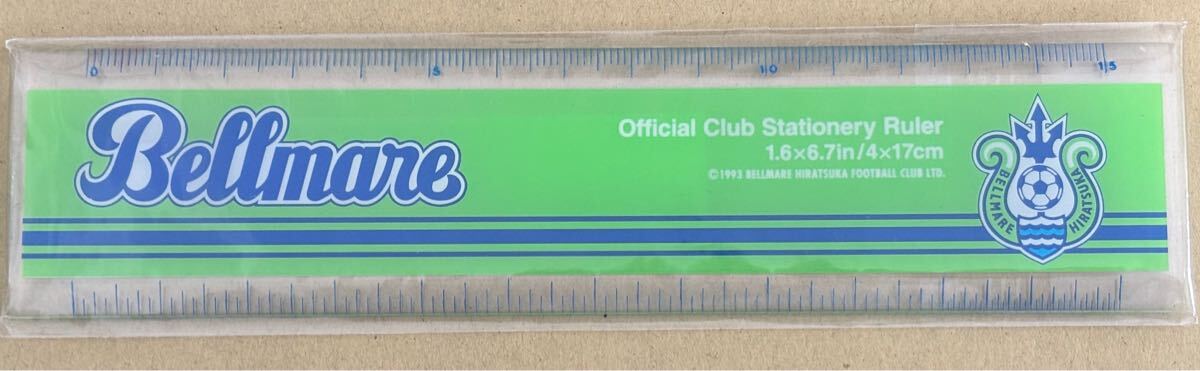 0 5 10 15
Bellmare
Official Club Stationery Ruler
1.6×6.7in/4×17cm
©1993 BELLMARE HIRATSUKA FOOTBALL CLUB LTD.
BELLMARE HIRATSUKA